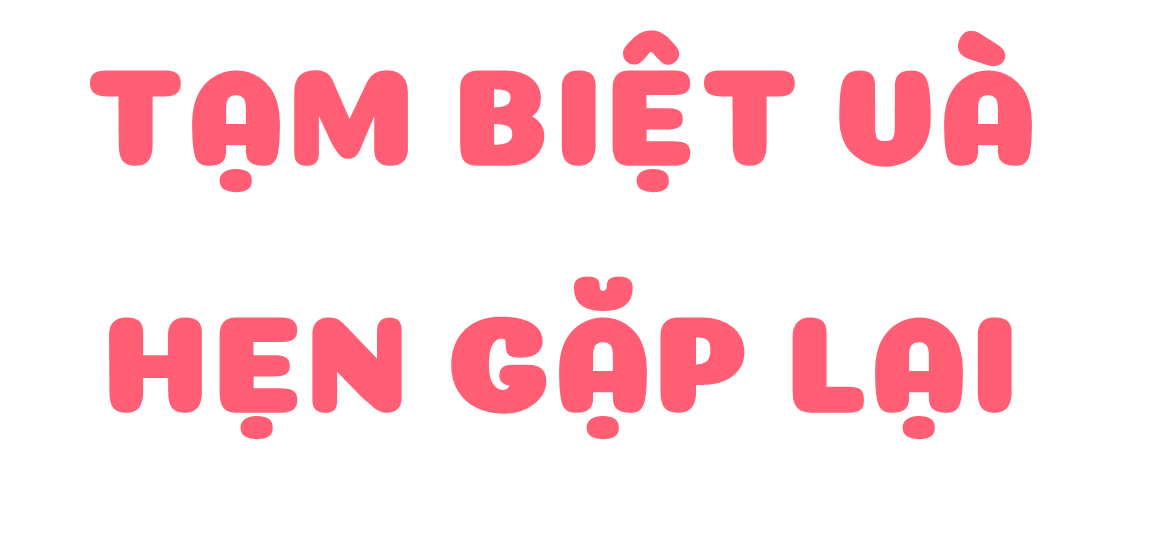 TẠM BIỆT UÀ
HẸN GẶP LẠI